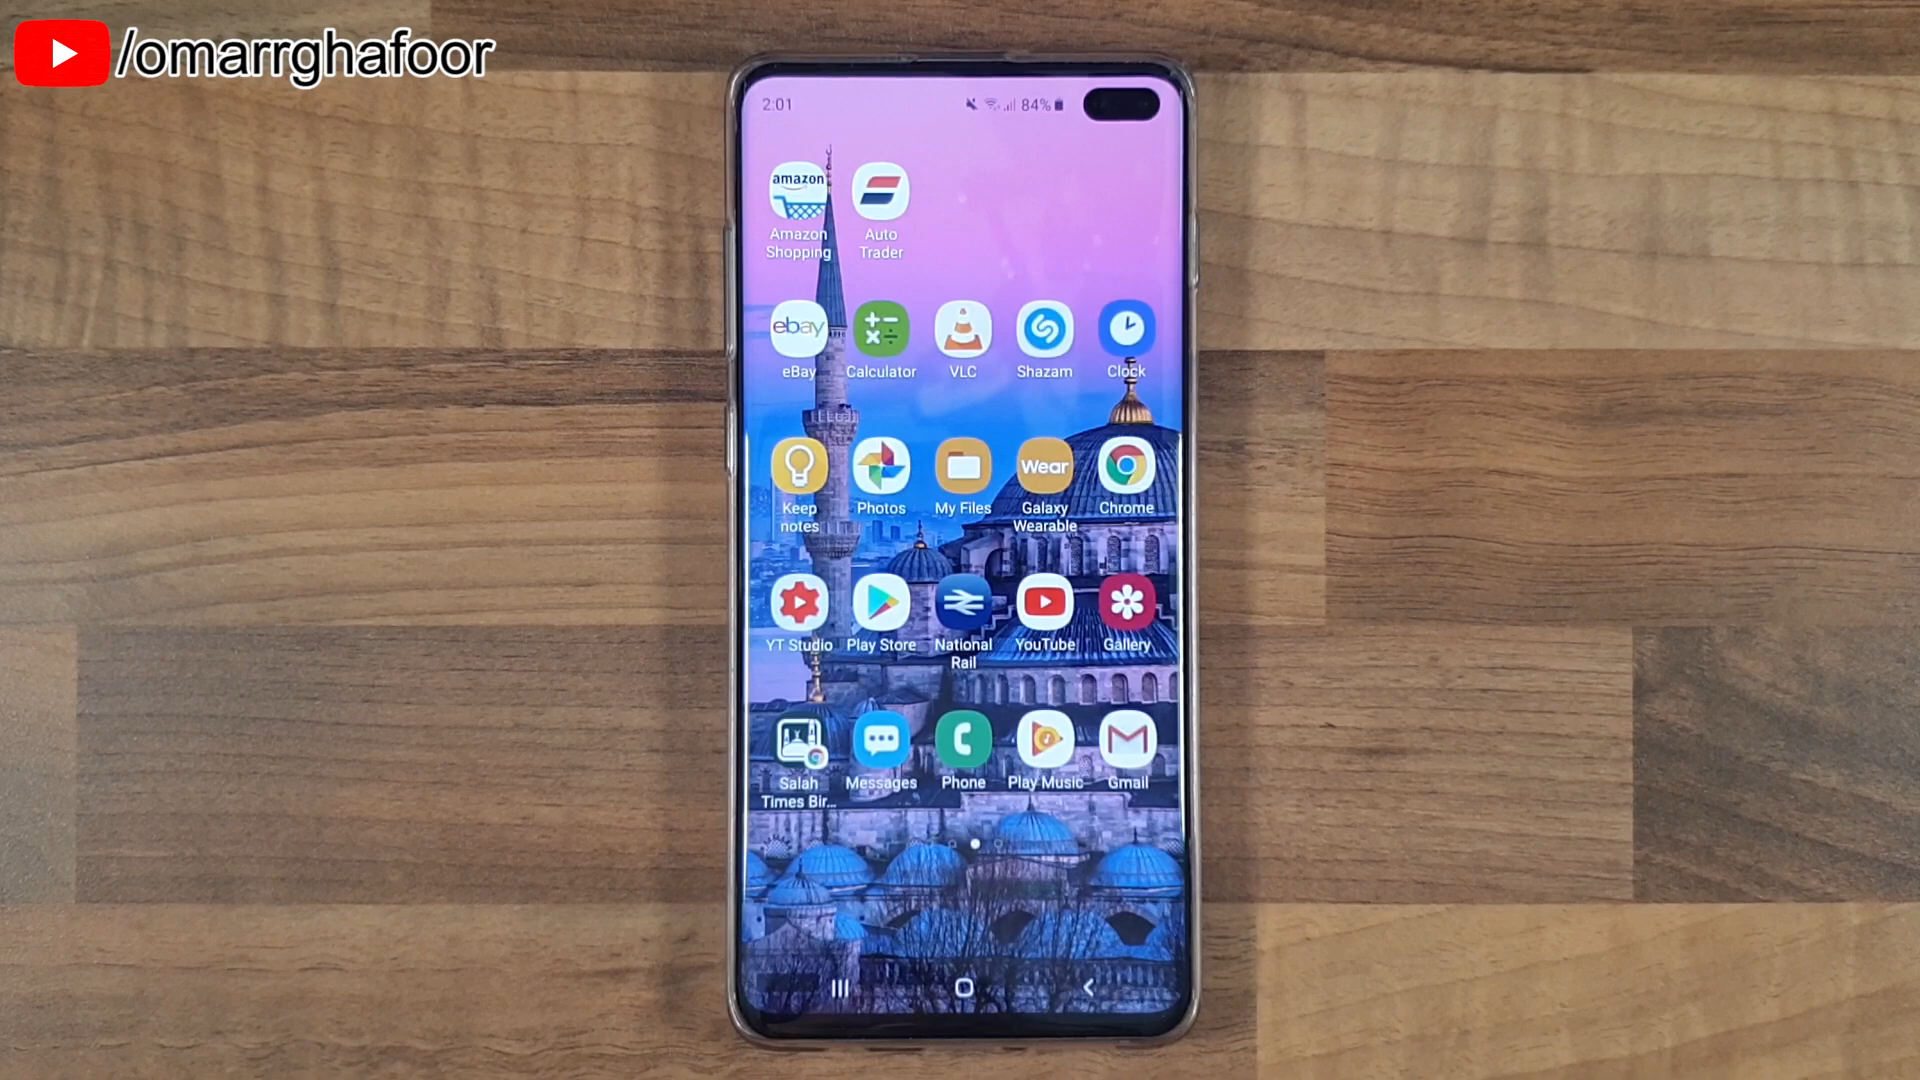 /omarrghafoor
2:01
84%
amazon
Amazon
Shopping
Auto
Trader
ebay
eBay
Calculator
VLC
Shazam
Clock
Wear
Keep
notes
Photos
My Files
Galaxy
Wearable
Chrome
YT Studio
Play Store
National
Rail
YouTube
Gallery
Salah
Times Bir...
Messages
Phone
Play Music
Gmail